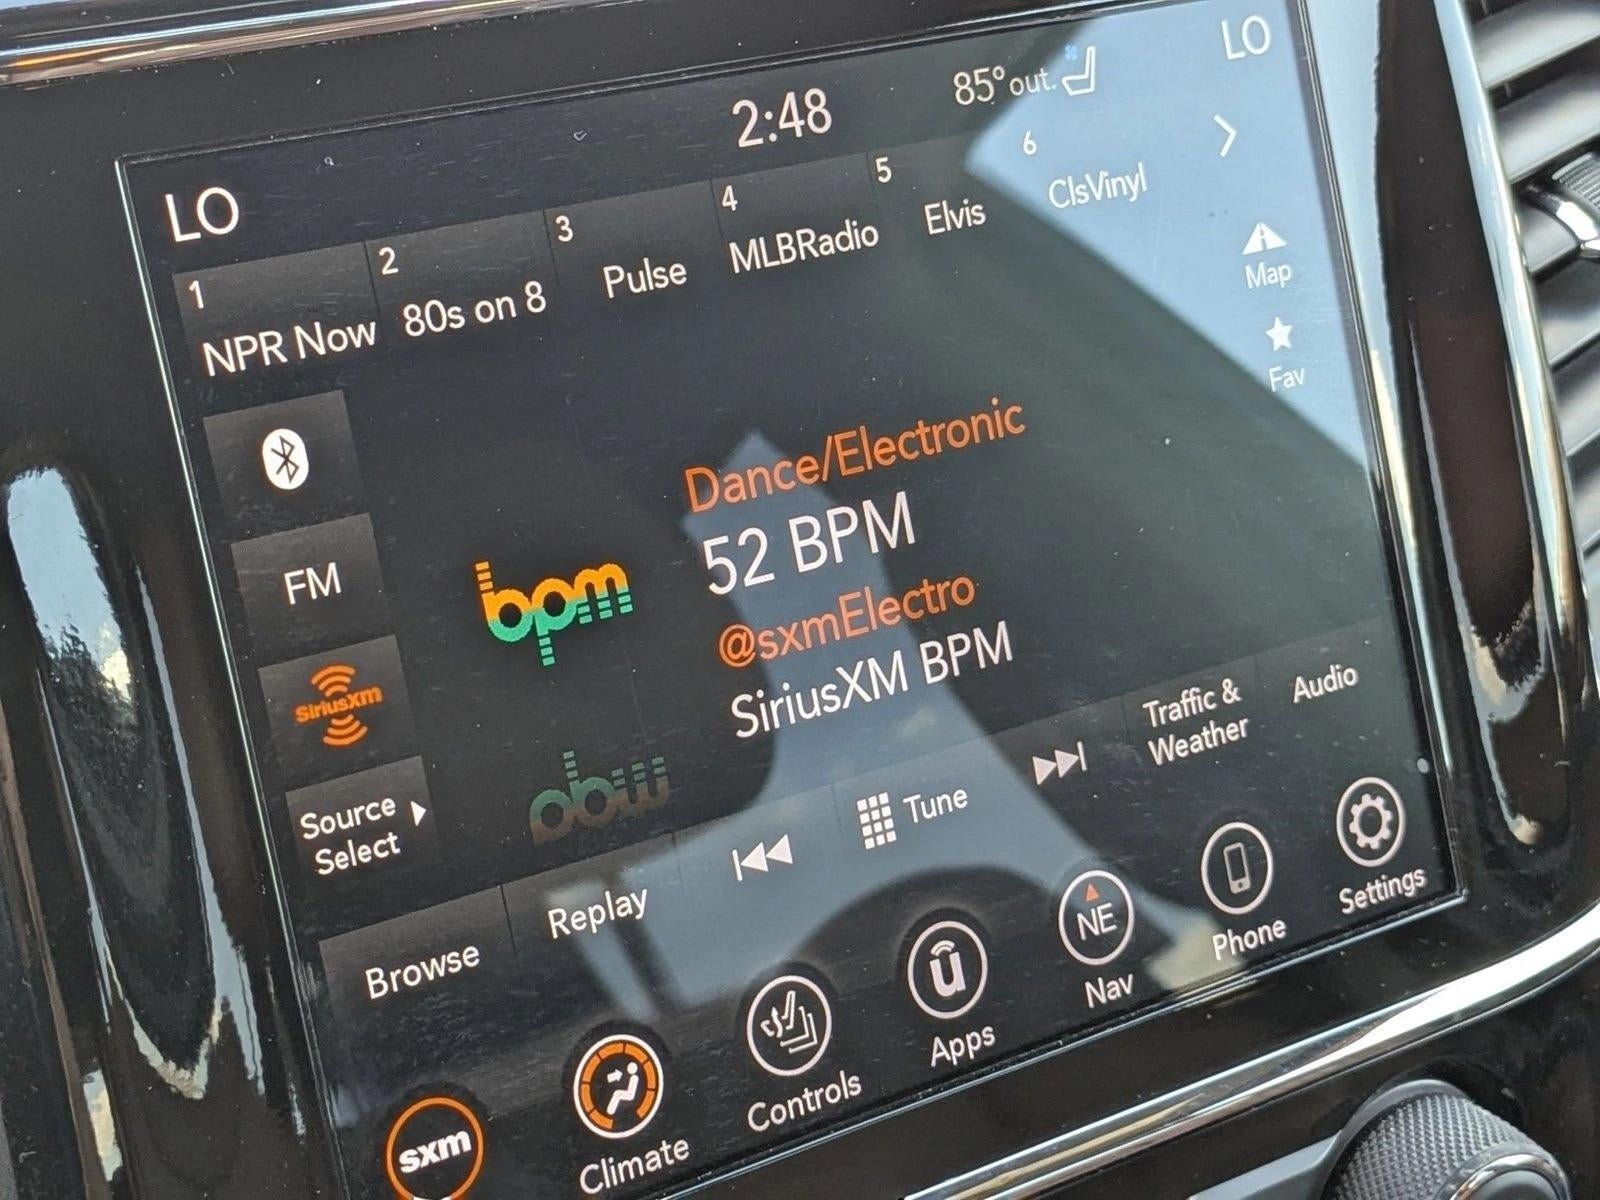 LO
2:48
85° out.
LO
1
NPR Now
2
80s on 8
3
Pulse
4
MLBRadio
5
Elvis
6
ClsVinyl
Map
Fav
FM
SiriusXm
Source
Select
bpm
Dance/Electronic
52 BPM
@sxmElectro
SiriusXM BPM
Browse
Replay
Tune
Traffic &
Weather
Audio
sxm
Climate
Controls
u
Apps
NE
Nav
Phone
Settings